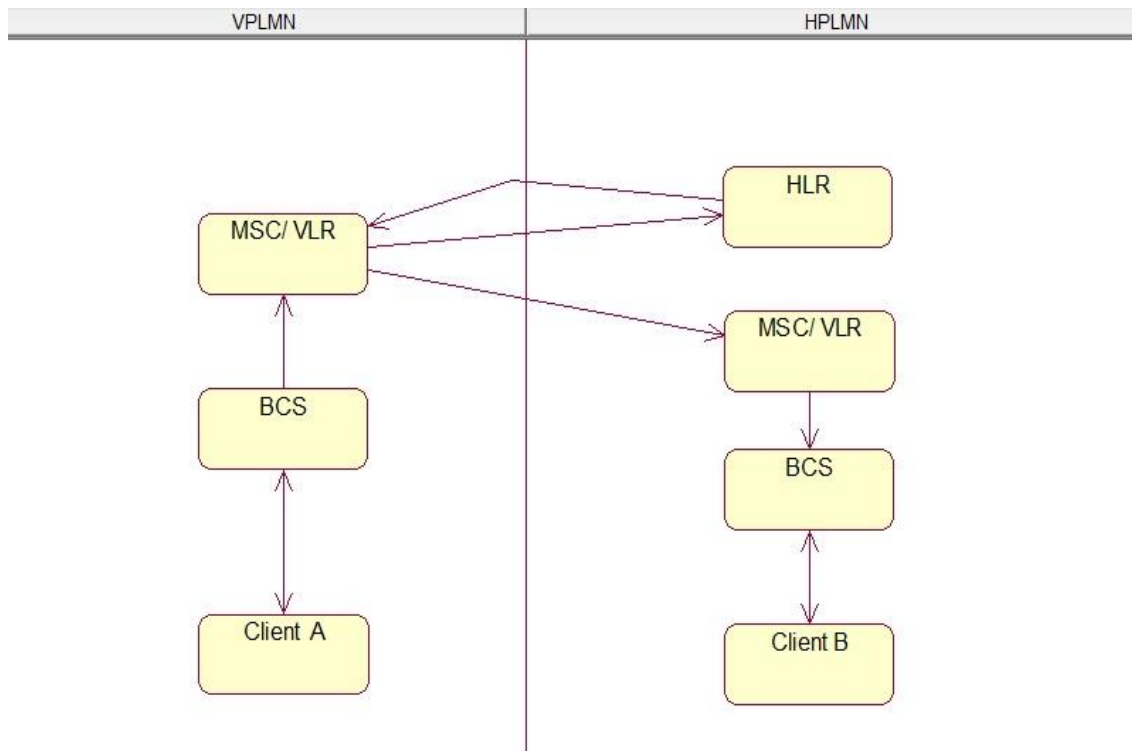 VPLMN
HPLMN
HLR
MSC/ VLR
MSC/ VLR
BCS
BCS
Client A
Client B